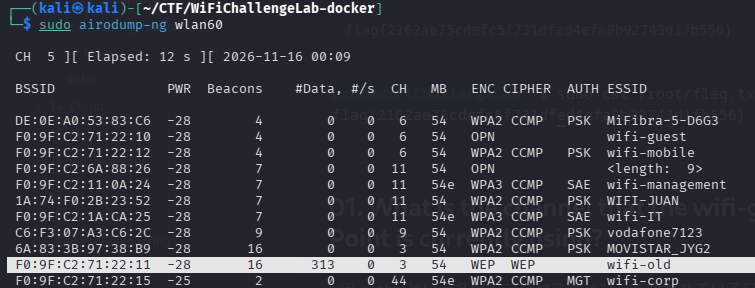 ┌──(kali㉿kali)-[~/CTF/WiFiChallengeLab-docker]
└─$ sudo airodump-ng wlan60
CH  5 ][ Elapsed: 12 s ][ 2026-11-16 00:09
BSSID              PWR  Beacons    #Data, #/s  CH   MB   ENC CIPHER  AUTH ESSID
DE:0E:A0:53:83:C6  -28        4        0    0   6   54   WPA2 CCMP   PSK  MiFibra-5-D6G3
F0:9F:C2:71:22:10  -28        4        0    0   6   54   OPN              wifi-guest
F0:9F:C2:71:22:12  -28        4        0    0   6   54   WPA2 CCMP   PSK  wifi-mobile
F0:9F:C2:6A:88:26  -28        7        0    0  11   54   OPN              <length:  9>
F0:9F:C2:11:0A:24  -28        7        0    0  11   54e  WPA3 CCMP   SAE  wifi-management
1A:74:F0:2B:23:52  -28        7        0    0  11   54   WPA2 CCMP   PSK  WIFI-JUAN
F0:9F:C2:1A:CA:25  -28        7        0    0  11   54e  WPA3 CCMP   SAE  wifi-IT
C6:F3:07:A3:C6:2C  -28        9        0    0   9   54   WPA2 CCMP   PSK  vodafone7123
6A:83:3B:97:38:B9  -28       16        0    0   3   54   WPA2 CCMP   PSK  MOVISTAR_JYG2
F0:9F:C2:71:22:11  -28       16      313    0   3   54   WEP  WEP         wifi-old
F0:9F:C2:71:22:15  -25        2        0    0  44   54e  WPA2 CCMP   MGT  wifi-corp